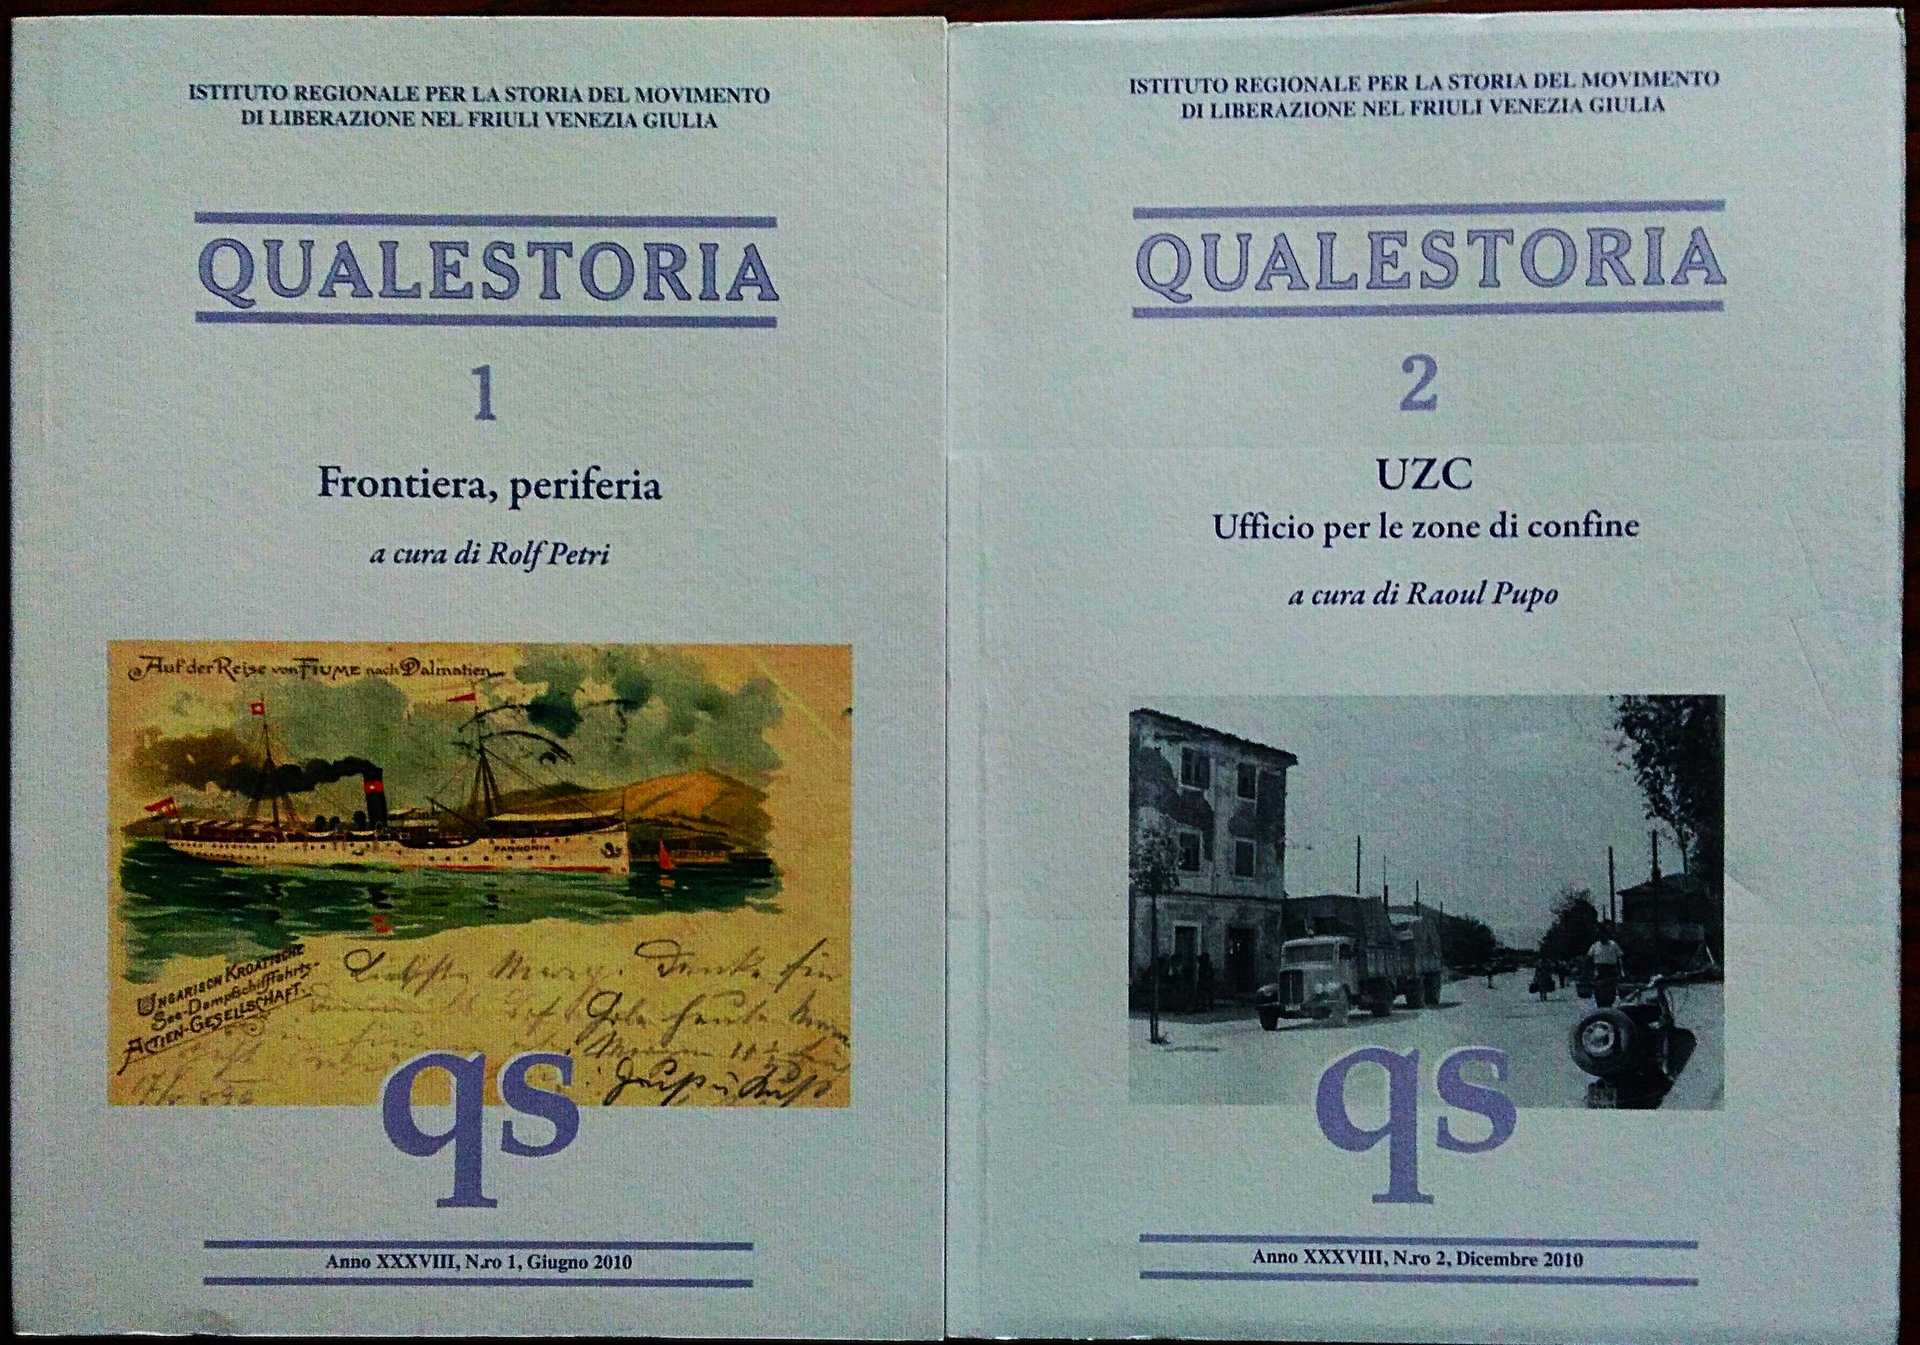 ISTITUTO REGIONALE PER LA STORIA DEL MOVIMENTO
DI LIBERAZIONE NEL FRIULI VENEZIA GIULIA
QUALESTORIA
1
Frontiera, periferia
a cura di Rolf Petri
Auf der Reise von FIUME nach Dalmatien
PANNONIA
UNGARISCH KROATISCHE
See-Dampfschifffahrts-
ACTIEN-GESELLSCHAFT.
qs
Anno XXXVIII, N.ro 1, Giugno 2010
ISTITUTO REGIONALE PER LA STORIA DEL MOVIMENTO
DI LIBERAZIONE NEL FRIULI VENEZIA GIULIA
QUALESTORIA
2
UZC
Ufficio per le zone di confine
a cura di Raoul Pupo
qs
Anno XXXVIII, N.ro 2, Dicembre 2010